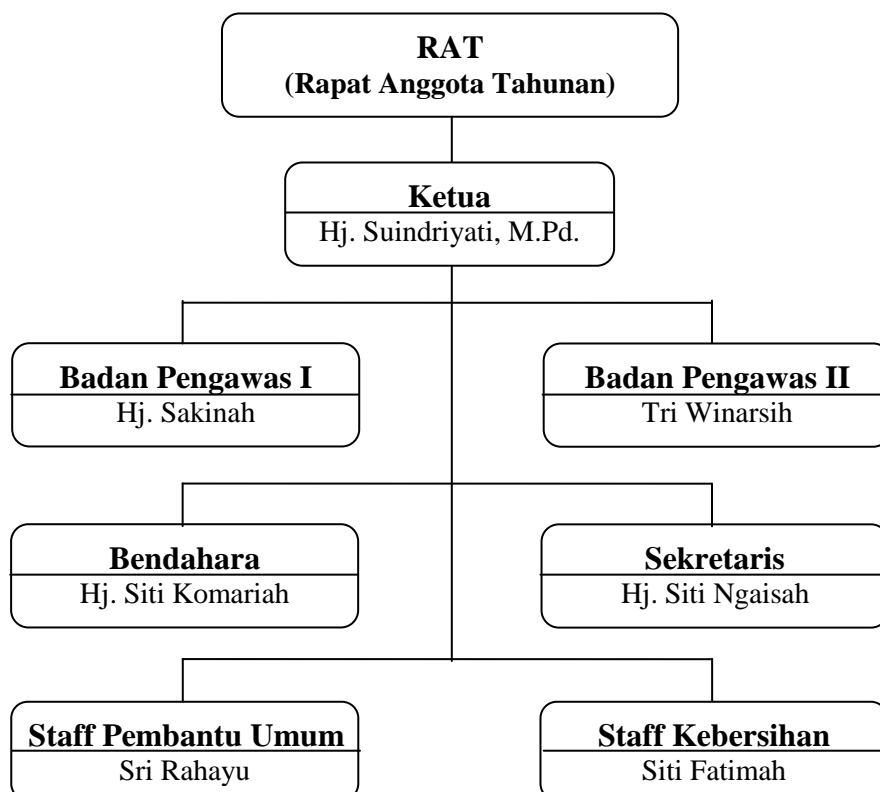 RAT
(Rapat Anggota Tahunan)
Ketua
Hj. Suindriyati, M.Pd.
Badan Pengawas I
Hj. Sakinah
Badan Pengawas II
Tri Winarsih
Bendahara
Hj. Siti Komariah
Sekretaris
Hj. Siti Ngaisah
Staff Pembantu Umum
Sri Rahayu
Staff Kebersihan
Siti Fatimah